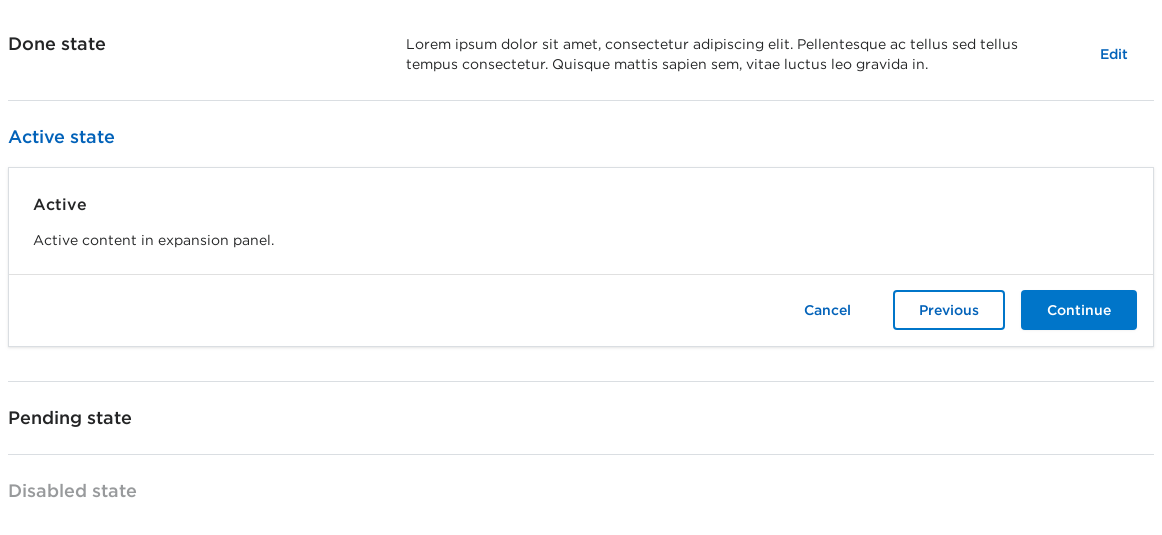 Done state
Lorem ipsum dolor sit amet, consectetur adipiscing elit. Pellentesque ac tellus sed tellus
tempus consectetur. Quisque mattis sapien sem, vitae luctus leo gravida in.
Edit
Active state
Active
Active content in expansion panel.
Cancel
Previous
Continue
Pending state
Disabled state